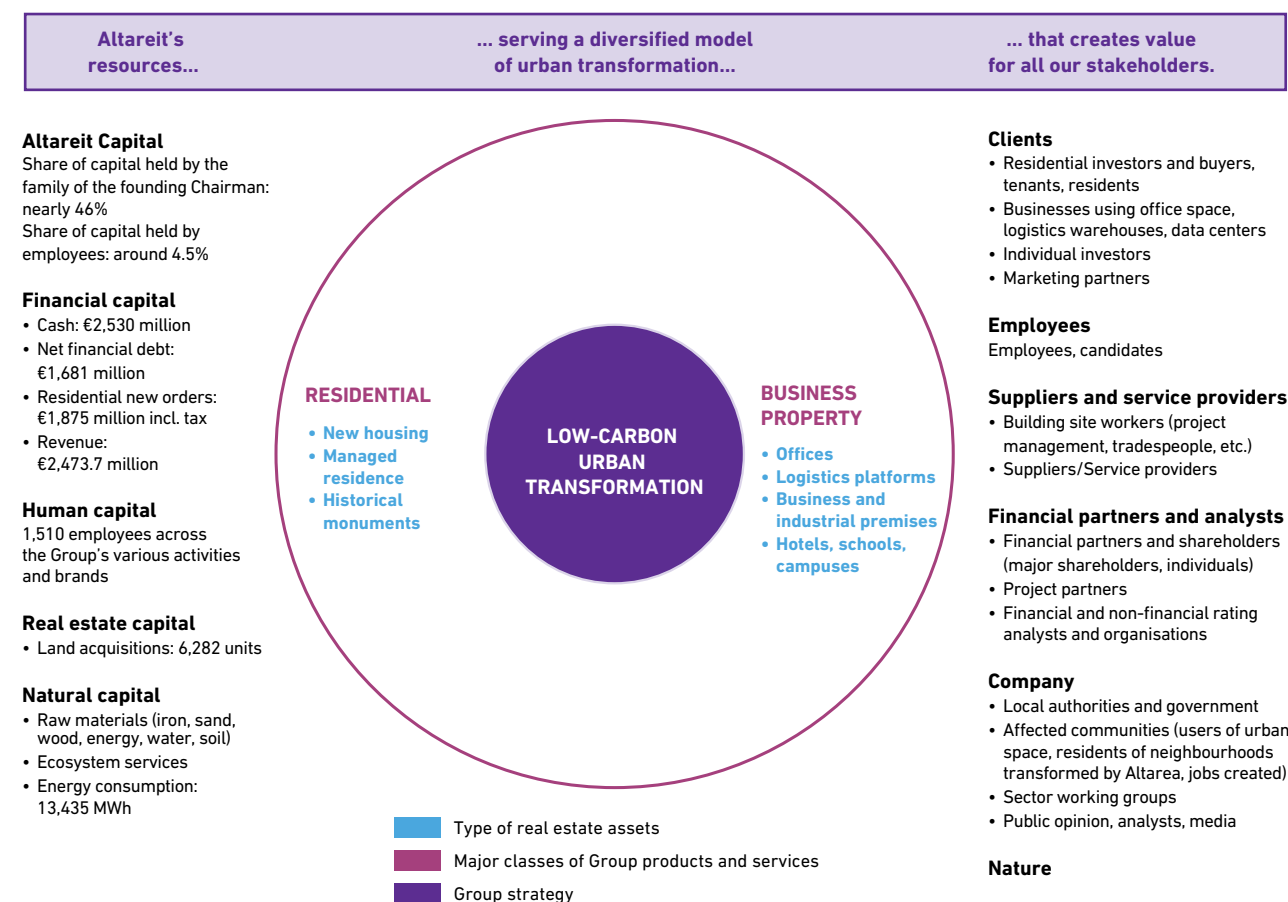 Altareit's
resources...
... serving a diversified model
of urban transformation...
... that creates value
for all our stakeholders.
Altareit Capital
Share of capital held by the
family of the founding Chairman:
nearly 46%
Share of capital held by
employees: around 4.5%
Financial capital
• Cash: €2,530 million
• Net financial debt:
€1,681 million
• Residential new orders:
€1,875 million incl. tax
• Revenue:
€2,473.7 million
Human capital
1,510 employees across
the Group's various activities
and brands
Real estate capital
• Land acquisitions: 6,282 units
Natural capital
• Raw materials (iron, sand,
wood, energy, water, soil)
• Ecosystem services
• Energy consumption:
13,435 MWh
RESIDENTIAL
• New housing
• Managed
residence
• Historical
monuments
LOW-CARBON
URBAN
TRANSFORMATION
BUSINESS
PROPERTY
• Offices
• Logistics platforms
• Business and
industrial premises
• Hotels, schools,
campuses
Type of real estate assets
Major classes of Group products and services
Group strategy
Clients
• Residential investors and buyers,
tenants, residents
• Businesses using office space,
logistics warehouses, data centers
• Individual investors
• Marketing partners
Employees
Employees, candidates
Suppliers and service providers
• Building site workers (project
management, tradespeople, etc.)
• Suppliers/Service providers
Financial partners and analysts
• Financial partners and shareholders
(major shareholders, individuals)
• Project partners
• Financial and non-financial rating
analysts and organisations
Company
• Local authorities and government
• Affected communities (users of urban
space, residents of neighbourhoods
transformed by Altarea, jobs created)
• Sector working groups
• Public opinion, analysts, media
Nature